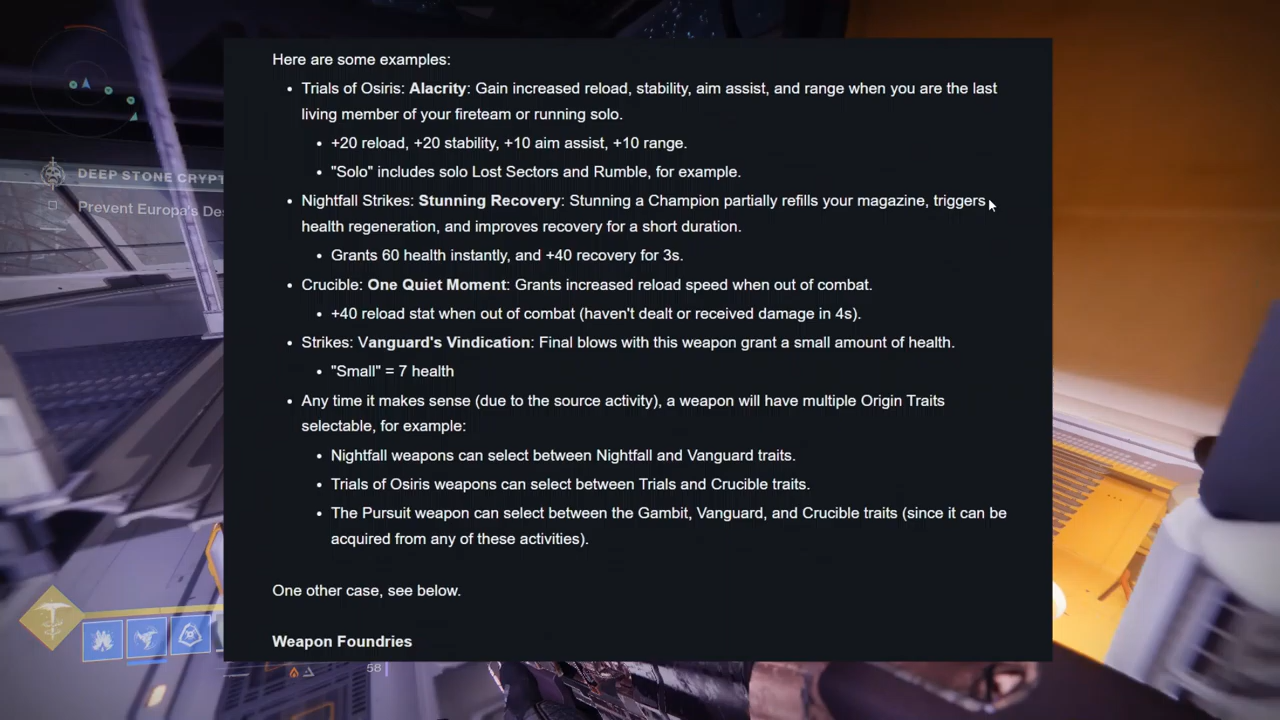 Here are some examples:
Trials of Osiris: Alacrity: Gain increased reload, stability, aim assist, and range when you are the last
living member of your fireteam or running solo.
+20 reload, +20 stability, +10 aim assist, +10 range.
"Solo" includes solo Lost Sectors and Rumble, for example.
Nightfall Strikes: Stunning Recovery: Stunning a Champion partially refills your magazine, triggers
health regeneration, and improves recovery for a short duration.
Grants 60 health instantly, and +40 recovery for 3s.
Crucible: One Quiet Moment: Grants increased reload speed when out of combat.
+40 reload stat when out of combat (haven't dealt or received damage in 4s).
Strikes: Vanguard's Vindication: Final blows with this weapon grant a small amount of health.
"Small" = 7 health
Any time it makes sense (due to the source activity), a weapon will have multiple Origin Traits
selectable, for example:
Nightfall weapons can select between Nightfall and Vanguard traits.
Trials of Osiris weapons can select between Trials and Crucible traits.
The Pursuit weapon can select between the Gambit, Vanguard, and Crucible traits (since it can be
acquired from any of these activities).
One other case, see below.
Weapon Foundries
DEEP STONE CRYPT
Prevent Europa's Des
58